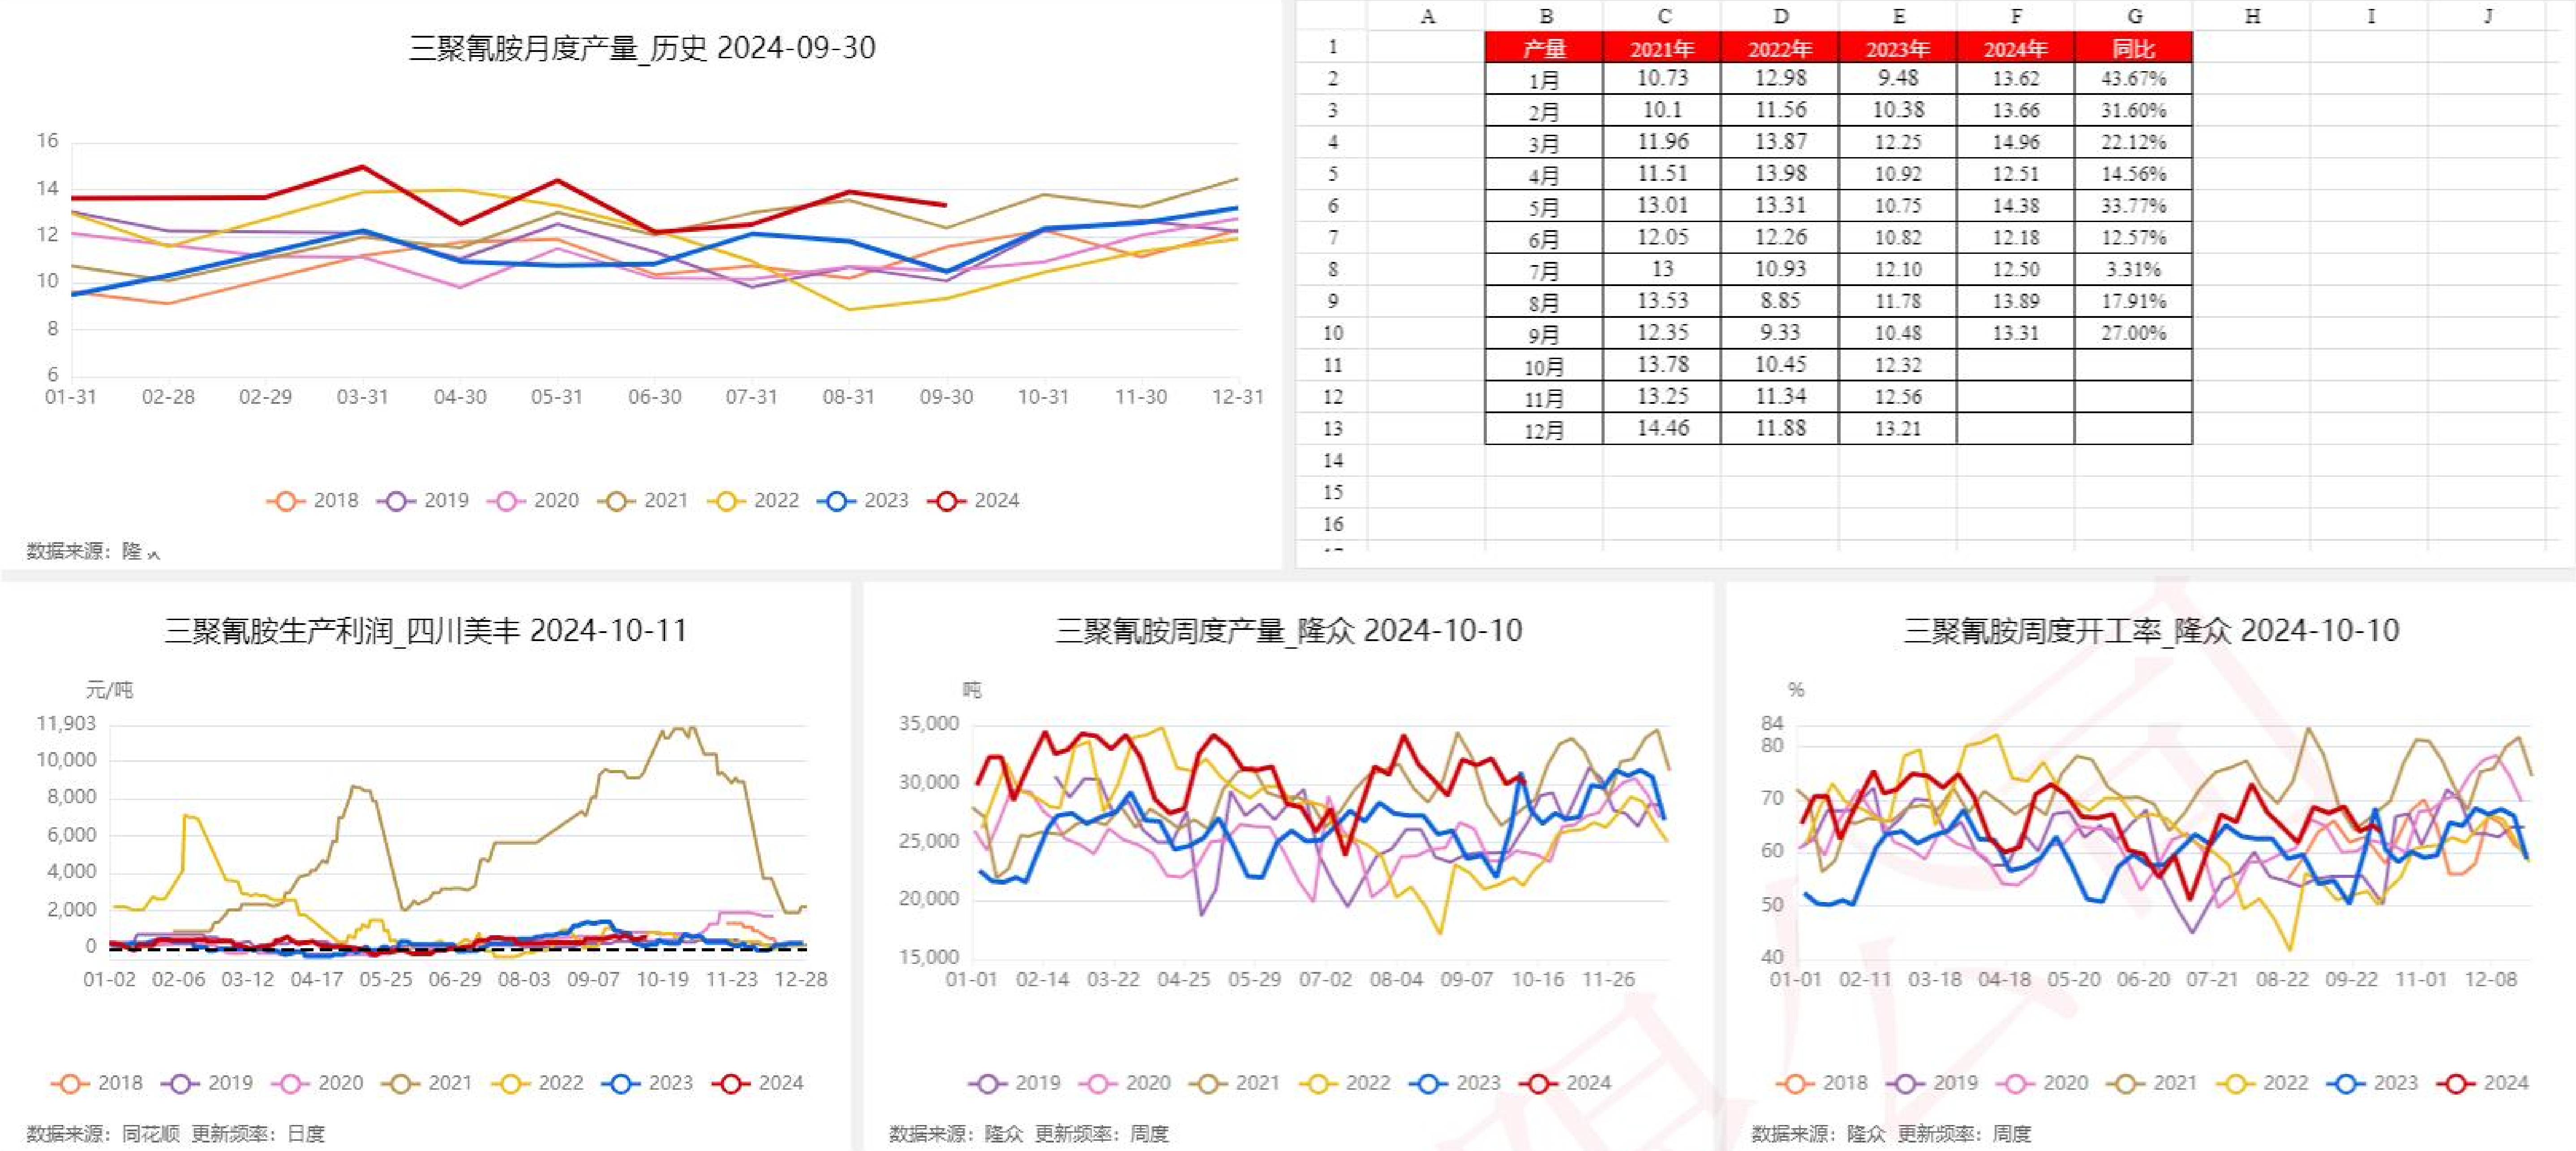 三聚氰胺月度产量_历史 2024-09-30
16
14
12
10
8
6
01-31 02-28 02-29 03-31 04-30 05-31 06-30 07-31 08-31 09-30 10-31 11-30 12-31
2018 2019 2020 2021 2022 2023 2024
数据来源：隆
A B C D E F G H I J
1 产量 2021年 2022年 2023年 2024年 同比
2 1月 10.73 12.98 9.48 13.62 43.67%
3 2月 10.1 11.56 10.38 13.66 31.60%
4 3月 11.96 13.87 12.25 14.96 22.12%
5 4月 11.51 13.98 10.92 12.51 14.56%
6 5月 13.01 13.31 10.75 14.38 33.77%
7 6月 12.05 12.26 10.82 12.18 12.57%
8 7月 13 10.93 12.10 12.50 3.31%
9 8月 13.53 8.85 11.78 13.89 17.91%
10 9月 12.35 9.33 10.48 13.31 27.00%
11 10月 13.78 10.45 12.32
12 11月 13.25 11.34 12.56
13 12月 14.46 11.88 13.21
14
15
16
三聚氰胺生产利润_四川美丰 2024-10-11
元/吨
11,903
10,000
8,000
6,000
4,000
2,000
0
01-02 02-06 03-12 04-17 05-25 06-29 08-03 09-07 10-19 11-23 12-28
2018 2019 2020 2021 2022 2023 2024
数据来源：同花顺 更新频率：日度
三聚氰胺周度产量_隆众 2024-10-10
吨
35,000
30,000
25,000
20,000
15,000
01-01 02-14 03-22 04-25 05-29 07-02 08-04 09-07 10-16 11-26
2019 2020 2021 2022 2023 2024
数据来源：隆众 更新频率：周度
三聚氰胺周度开工率_隆众 2024-10-10
%
84
80
70
60
50
40
01-01 02-11 03-18 04-18 05-20 06-20 07-21 08-22 09-22 11-01 12-08
2018 2019 2020 2021 2022 2023 2024
数据来源：隆众 更新频率：周度